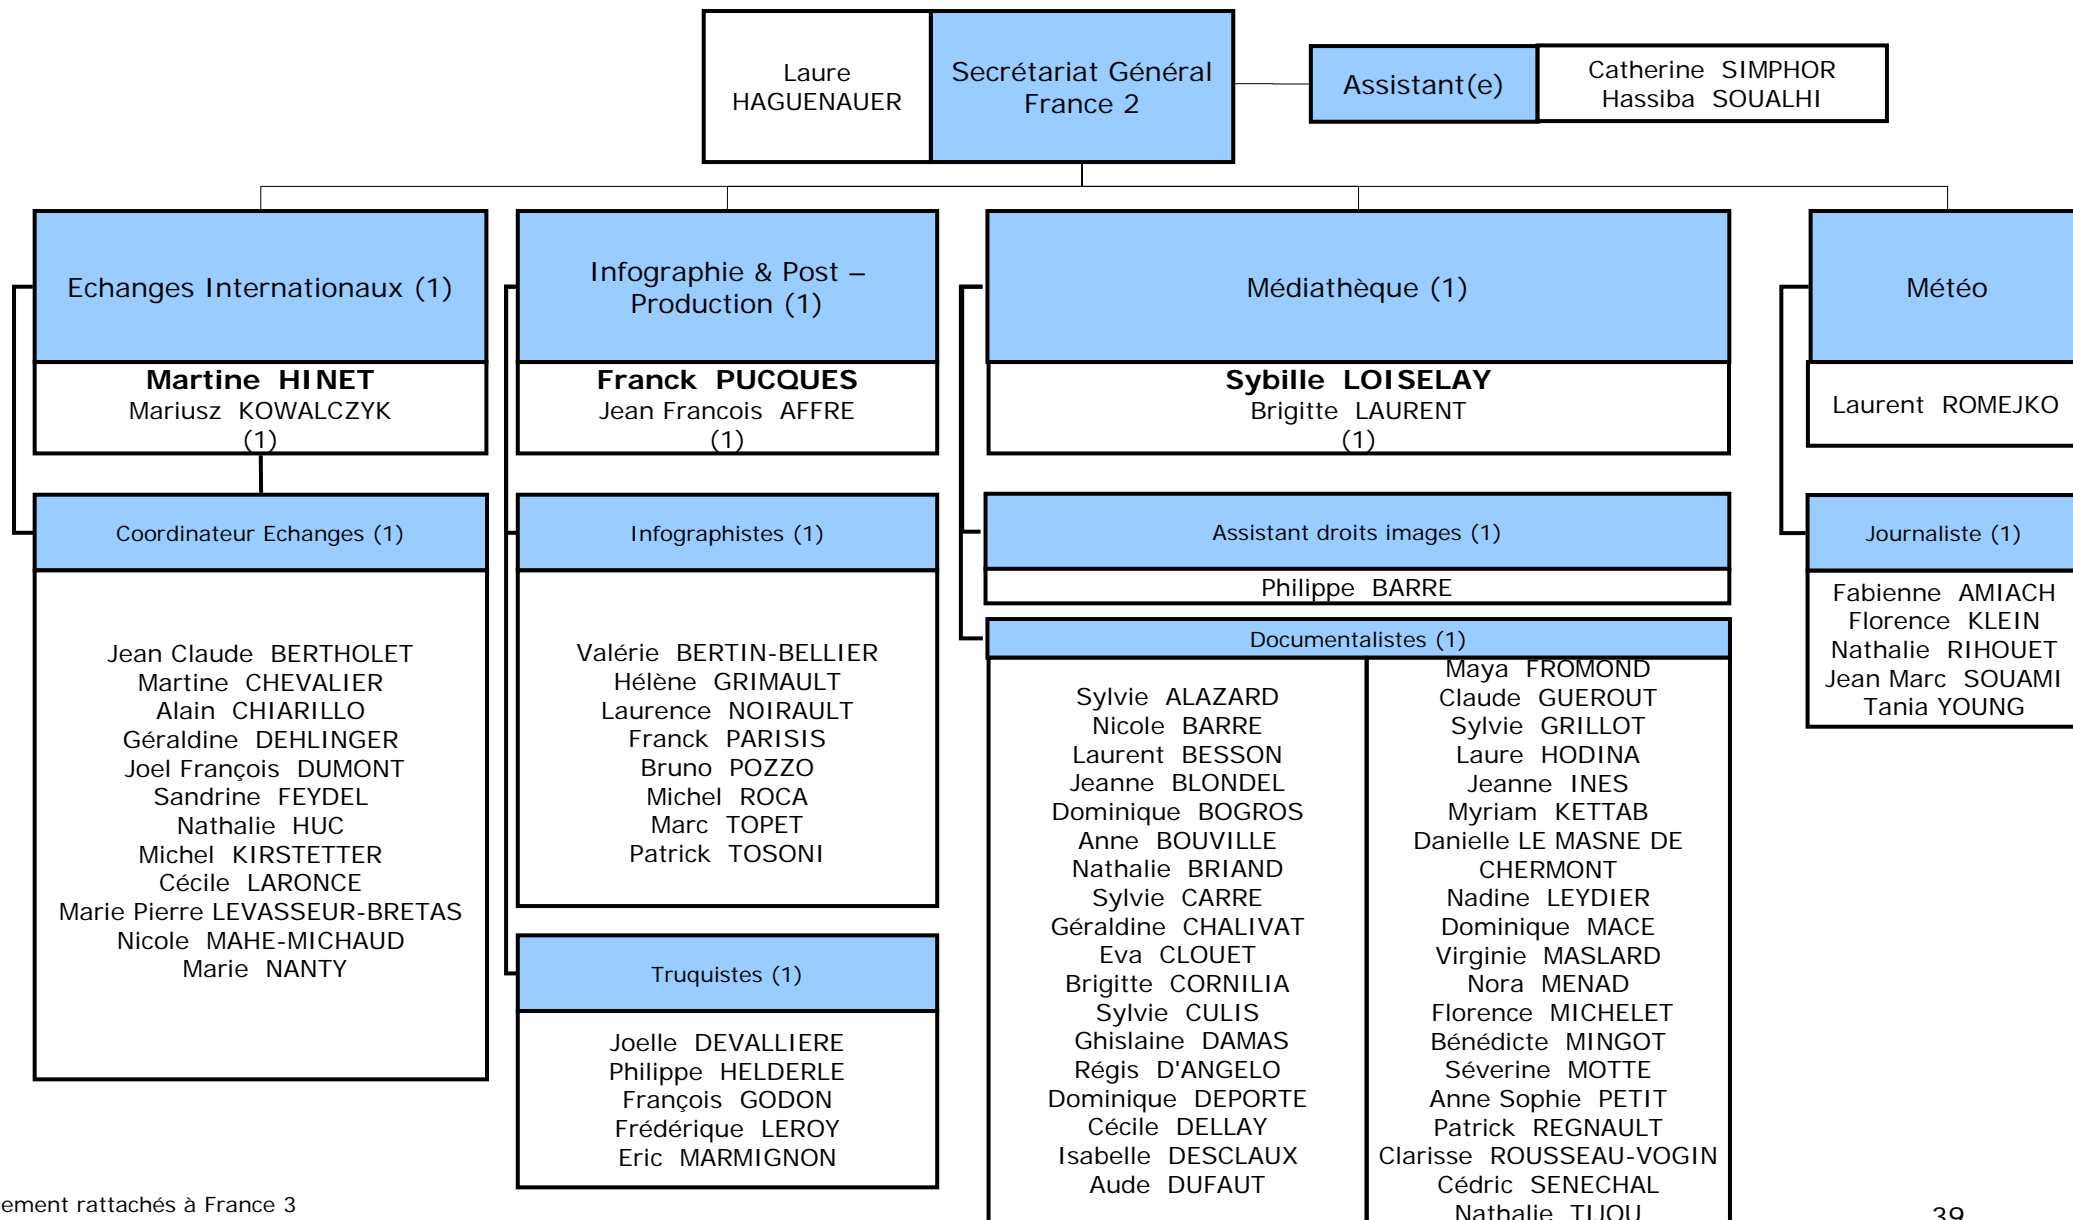 Laure
HAGUENAUER
Secrétariat Général
France 2
Assistant(e)
Catherine SIMPHOR
Hassiba SOUALHI
Echanges Internationaux (1)
Martine HINET
Mariusz KOWALCZYK
(1)
Coordinateur Echanges (1)
Jean Claude BERTHOLET
Martine CHEVALIER
Alain CHIARILLO
Géraldine DEHLINGER
Joel François DUMONT
Sandrine FEYDEL
Nathalie HUC
Michel KIRSTETTER
Cécile LARONCE
Marie Pierre LEVASSEUR-BRETAS
Nicole MAHE-MICHAUD
Marie NANTY
Infographie & Post –
Production (1)
Franck PUCQUES
Jean Francois AFFRE
(1)
Infographistes (1)
Valérie BERTIN-BELLIER
Hélène GRIMAULT
Laurence NOIRAULT
Franck PARISIS
Bruno POZZO
Michel ROCA
Marc TOPET
Patrick TOSONI
Truquistes (1)
Joelle DEVALLIERE
Philippe HELDERLE
François GODON
Frédérique LEROY
Eric MARMIGNON
Médiathèque (1)
Sybille LOISELAY
Brigitte LAURENT
(1)
Assistant droits images (1)
Philippe BARRE
Documentalistes (1)
Sylvie ALAZARD
Nicole BARRE
Laurent BESSON
Jeanne BLONDEL
Dominique BOGROS
Anne BOUVILLE
Nathalie BRIAND
Sylvie CARRE
Géraldine CHALIVAT
Eva CLOUET
Brigitte CORNILIA
Sylvie CULIS
Ghislaine DAMAS
Régis D'ANGELO
Dominique DEPORTE
Cécile DELLAY
Isabelle DESCLAUX
Aude DUFAUT
Maya FROMOND
Claude GUEROUT
Sylvie GRILLOT
Laure HODINA
Jeanne INES
Myriam KETTAB
Danielle LE MASNE DE
CHERMONT
Nadine LEYDIER
Dominique MACE
Virginie MASLARD
Nora MENAD
Florence MICHELET
Bénédicte MINGOT
Séverine MOTTE
Anne Sophie PETIT
Patrick REGNAULT
Clarisse ROUSSEAU-VOGIN
Cédric SENECHAL
Nathalie TIJOU
Météo
Laurent ROMEJKO
Journaliste (1)
Fabienne AMIACH
Florence KLEIN
Nathalie RIHOUET
Jean Marc SOUAMI
Tania YOUNG
ement rattachés à France 3
39